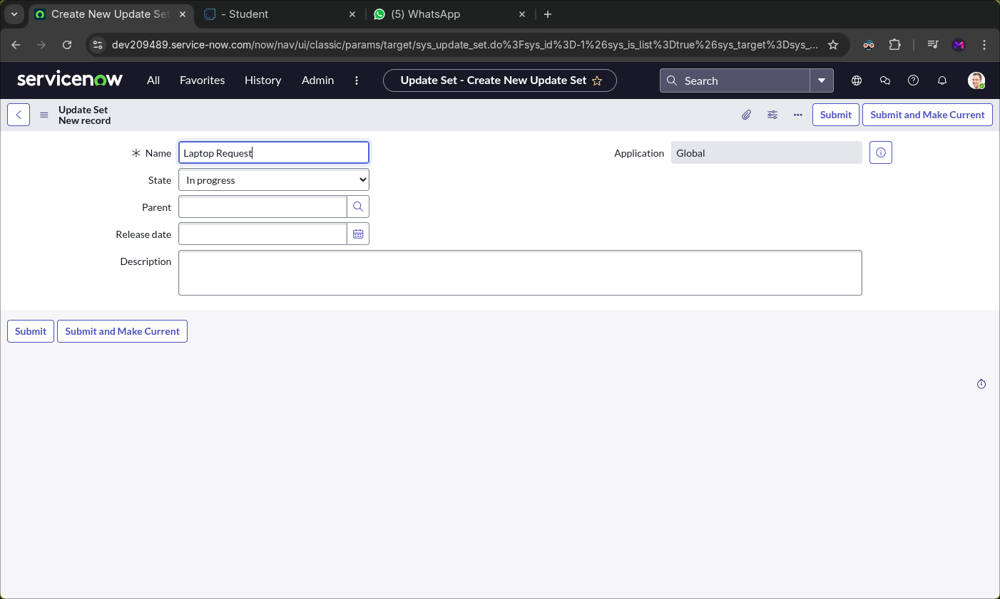 Create New Update Set
- Student
(5) WhatsApp
dev209489.service-now.com/now/nav/ui/classic/params/target/sys_update_set.do%3Fsys_id%3D-1%26sys_is_list%3Dtrue%26sys_target%3Dsys_...
servicenow
All
Favorites
History
Admin
Update Set - Create New Update Set
Search
Update Set
New record
Submit
Submit and Make Current
Name
Laptop Request
Application
Global
State
In progress
Parent
Release date
Description
Submit
Submit and Make Current